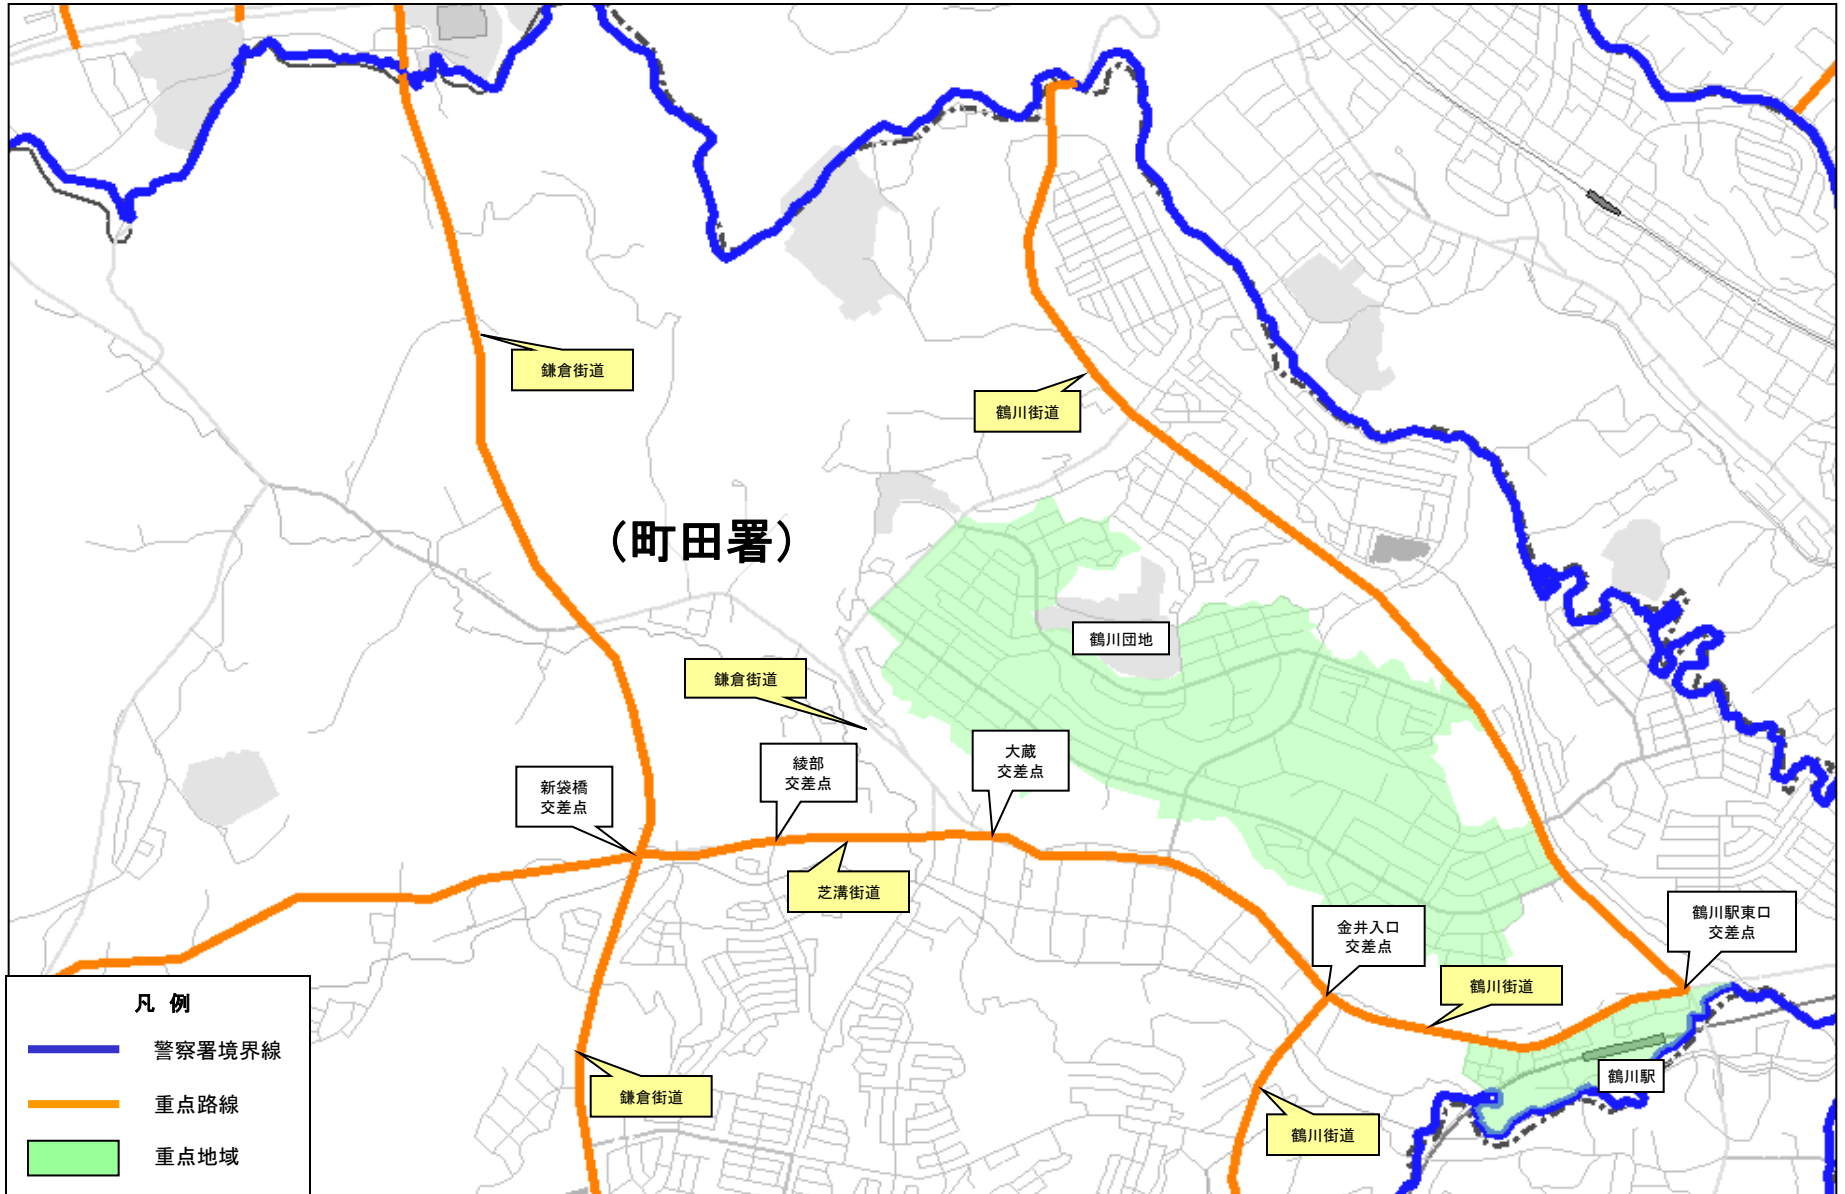 鎌倉街道
鶴川街道
（町田署）
鶴川団地
鎌倉街道
大蔵
交差点
綾部
交差点
新袋橋
交差点
芝溝街道
鶴川駅東口
交差点
金井入口
交差点
鶴川街道
凡 例
警察署境界線
重点路線
重点地域
鶴川駅
鎌倉街道
鶴川街道